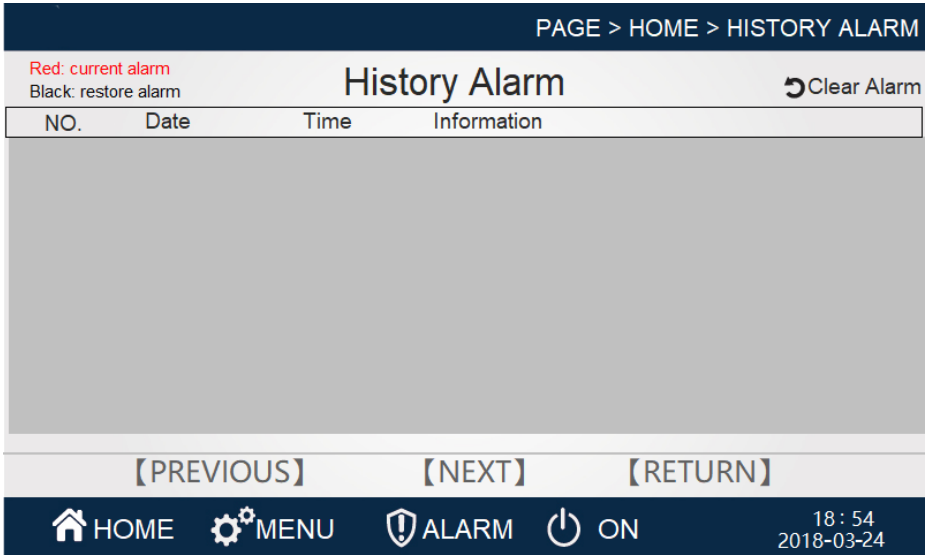 PAGE > HOME > HISTORY ALARM
Red: current alarm
Black: restore alarm
History Alarm
Clear Alarm
NO. Date Time Information
【PREVIOUS】 【NEXT】 【RETURN】
HOME MENU ALARM ON
18:54
2018-03-24